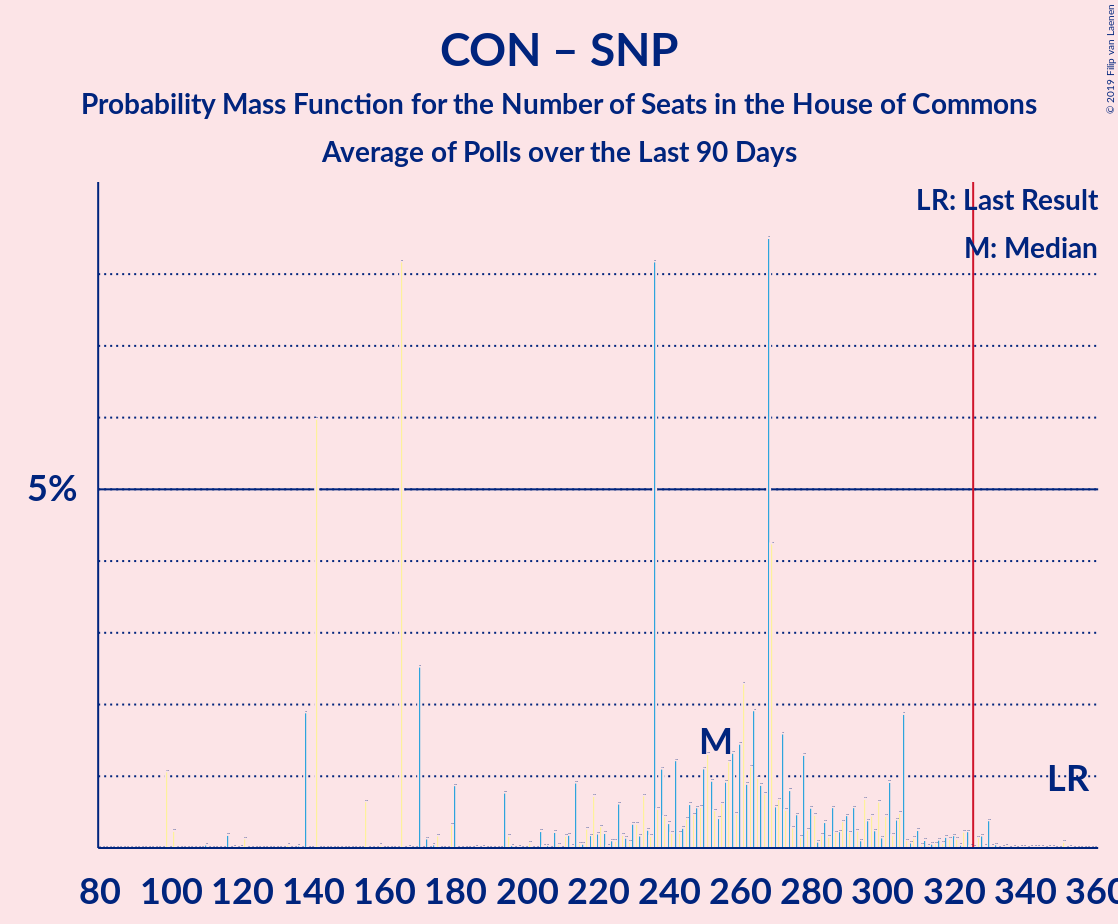 CON – SNP
Probability Mass Function for the Number of Seats in the House of Commons
Average of Polls over the Last 90 Days
© 2019 Filip van Laenen
LR: Last Result
M: Median
5%
M
LR
80 100 120 140 160 180 200 220 240 260 280 300 320 340 360